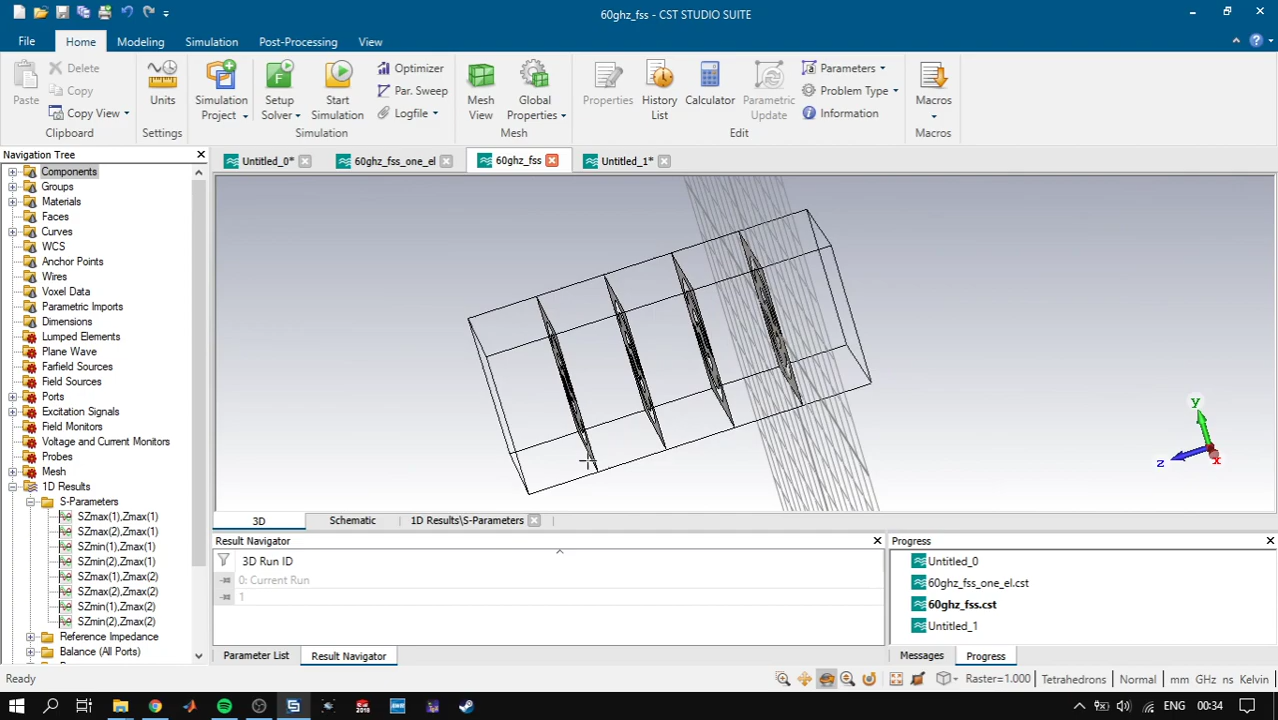 60ghz_fss - CST STUDIO SUITE
File Home Modeling Simulation Post-Processing View
Paste
Delete
Copy
Copy View
Clipboard
Units
Settings
Simulation Project
Setup Solver
Start Simulation
Optimizer
Par. Sweep
Logfile
Simulation
Mesh View
Global Properties
Mesh
Properties
History List
Calculator
Parametric Update
Parameters
Problem Type
Information
Edit
Macros
Macros
Navigation Tree
Untitled_0* 60ghz_fss_one_el 60ghz_fss Untitled_1*
Components
Groups
Materials
Faces
Curves
WCS
Anchor Points
Wires
Voxel Data
Parametric Imports
Dimensions
Lumped Elements
Plane Wave
Farfield Sources
Field Sources
Ports
Excitation Signals
Field Monitors
Voltage and Current Monitors
Probes
Mesh
1D Results
S-Parameters
SZmax(1),Zmax(1)
SZmax(2),Zmax(1)
SZmin(1),Zmax(1)
SZmin(2),Zmax(1)
SZmax(1),Zmax(2)
SZmax(2),Zmax(2)
SZmin(1),Zmax(2)
SZmin(2),Zmax(2)
Reference Impedance
Balance (All Ports)
y
z
x
3D Schematic 1D Results\S-Parameters
Result Navigator
3D Run ID
0: Current Run
1
Parameter List Result Navigator
Progress
Untitled_0
60ghz_fss_one_el.cst
60ghz_fss.cst
Untitled_1
Messages Progress
Ready
Raster=1.000 Tetrahedrons Normal mm GHz ns Kelvin
ENG 00:34